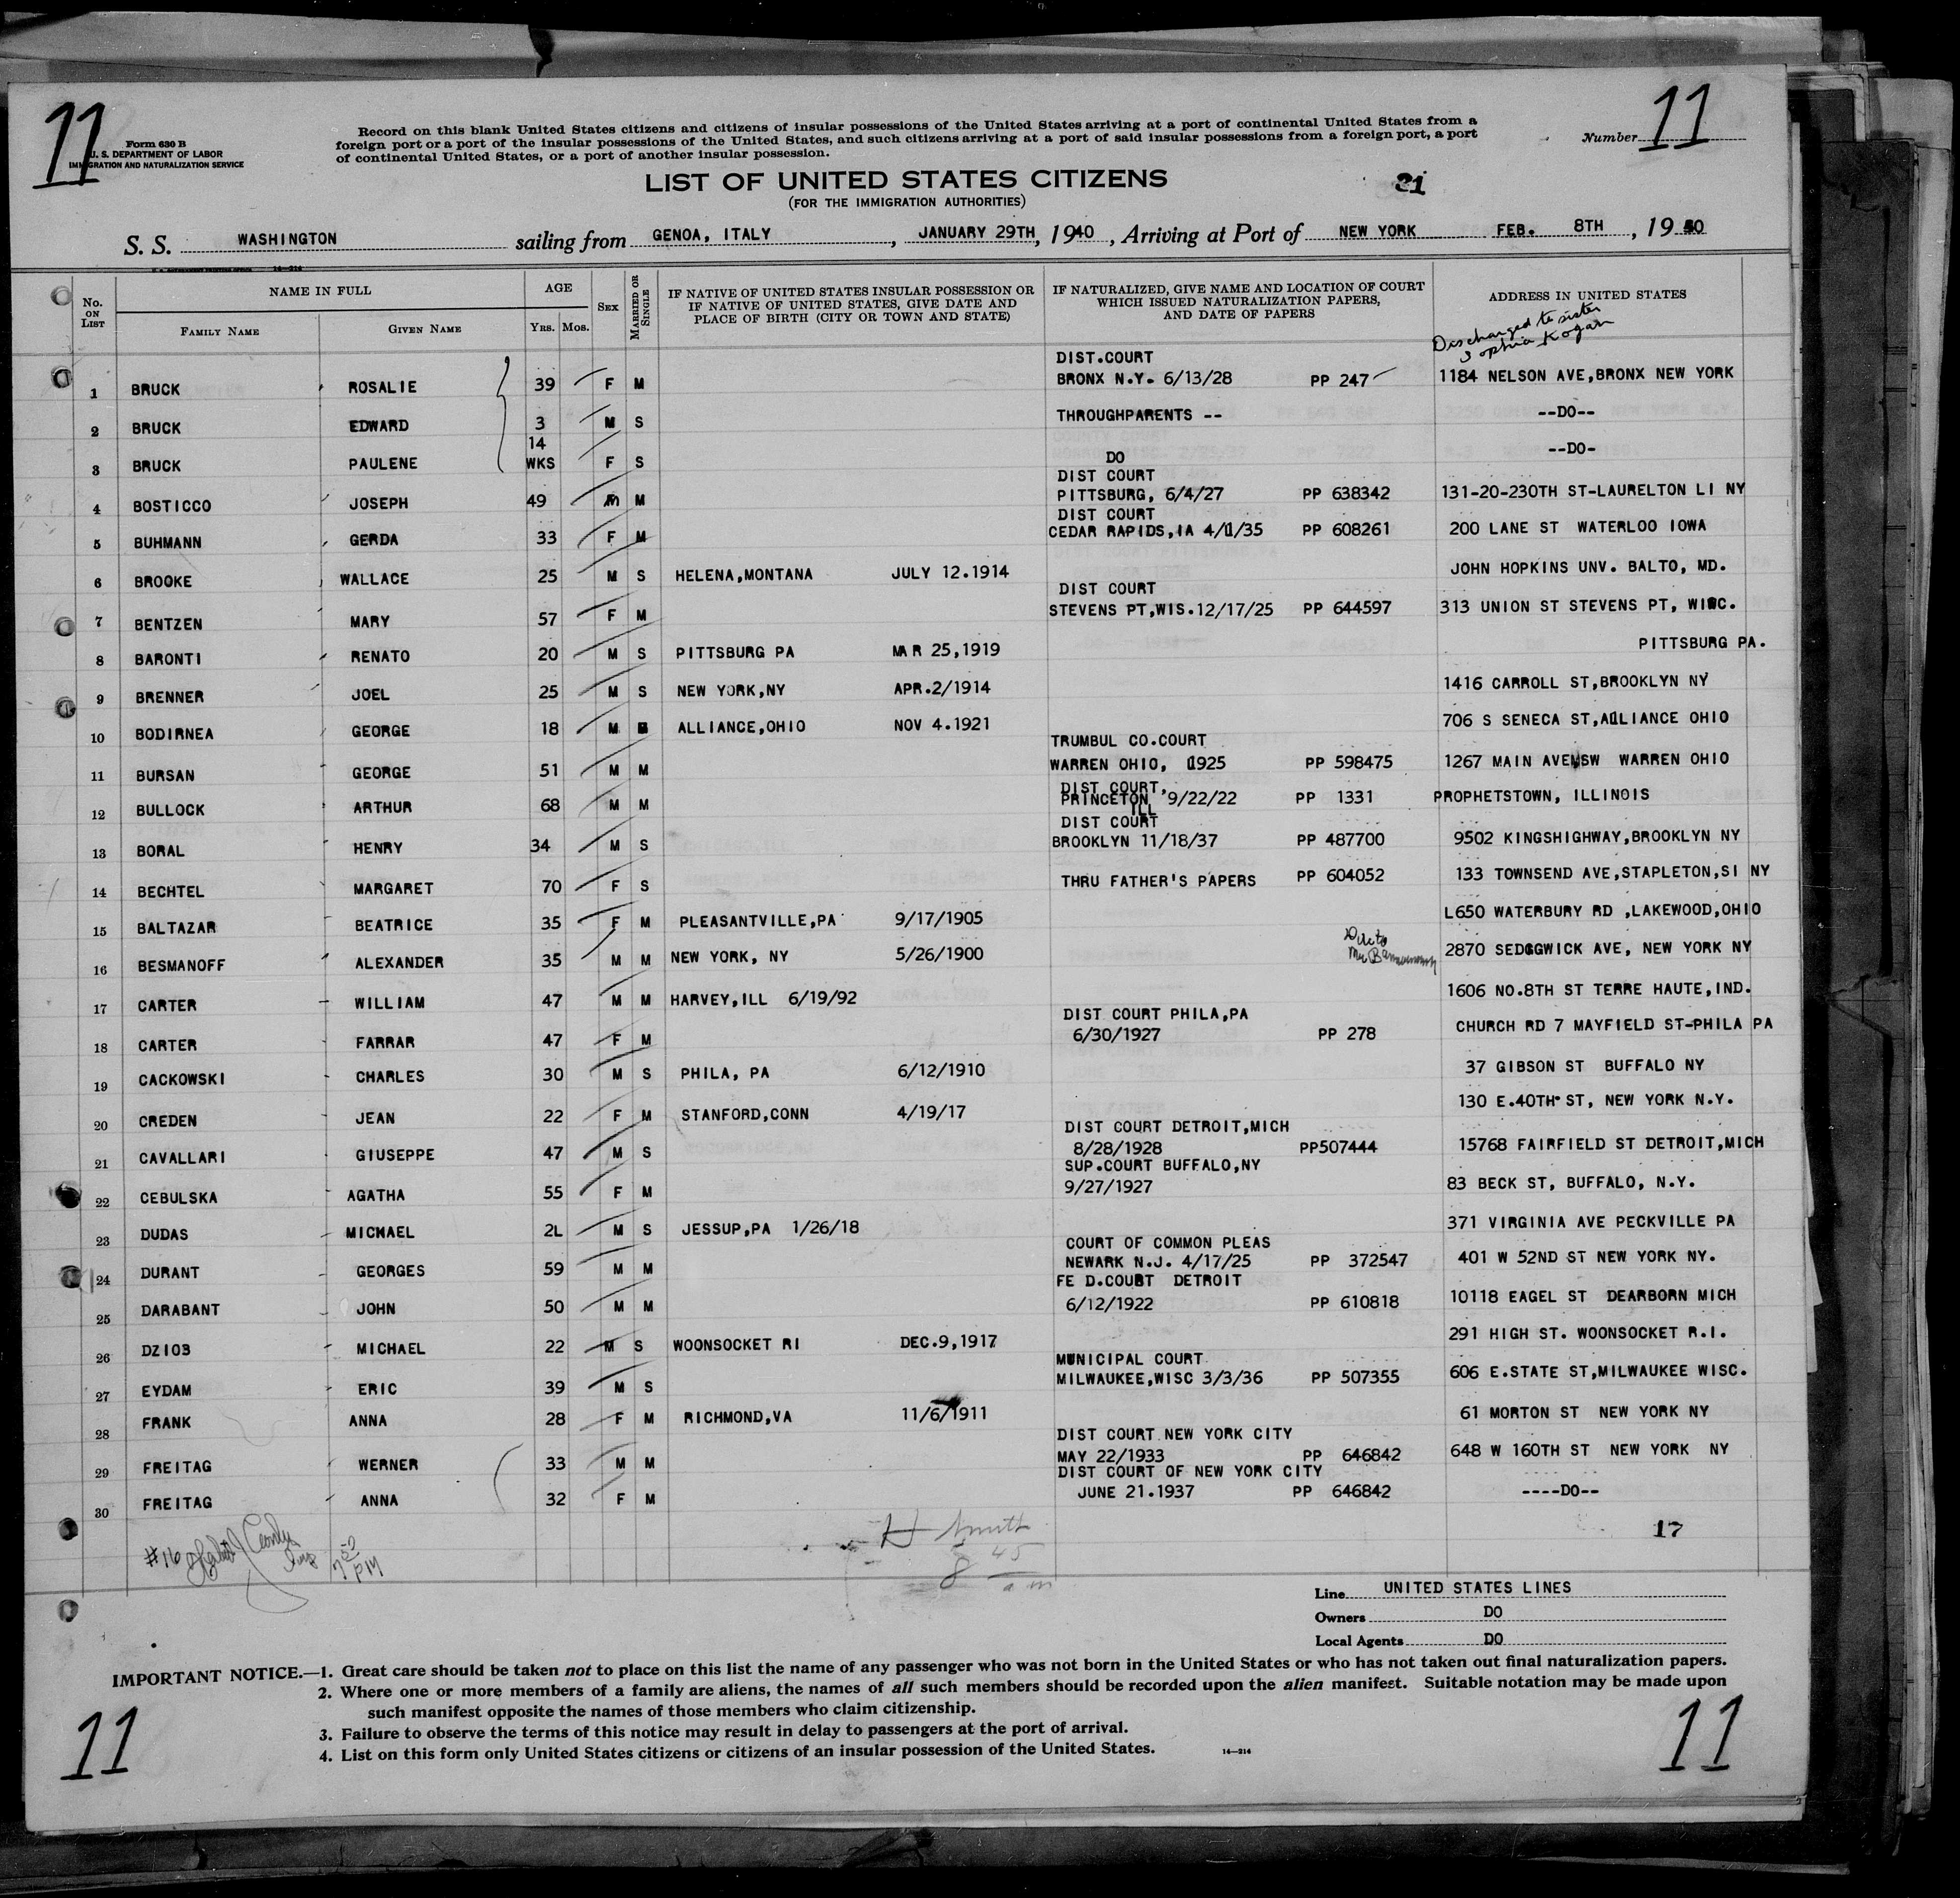 11
11
Form 630 B
U. S. DEPARTMENT OF LABOR
IMMIGRATION AND NATURALIZATION SERVICE
Record on this blank United States citizens and citizens of insular possessions of the United States arriving at a port of continental United States from a
foreign port or a port of the insular possessions of the United States, and such citizens arriving at a port of said insular possessions from a foreign port, a port
of continental United States, or a port of another insular possession.
Number
LIST OF UNITED STATES CITIZENS
31
(FOR THE IMMIGRATION AUTHORITIES)
S. S. WASHINGTON sailing from GENOA, ITALY, JANUARY 29TH, 1940, Arriving at Port of NEW YORK FEB. 8TH, 1940
No. ON LIST
NAME IN FULL
FAMILY NAME GIVEN NAME
AGE
YRS. MOS.
SEX
MARRIED OR SINGLE
IF NATIVE OF UNITED STATES INSULAR POSSESSION OR
IF NATIVE OF UNITED STATES, GIVE DATE AND
PLACE OF BIRTH (CITY OR TOWN AND STATE)
IF NATURALIZED, GIVE NAME AND LOCATION OF COURT
WHICH ISSUED NATURALIZATION PAPERS,
AND DATE OF PAPERS
ADDRESS IN UNITED STATES
Discharged to sister
Sophia Kogan
DIST.COURT
1 BRUCK ROSALIE 39 F M BRONX N.Y. 6/13/28 PP 247 1184 NELSON AVE,BRONX NEW YORK
2 BRUCK EDWARD 3 M S THROUGHPARENTS -- --DO--
14
3 BRUCK PAULENE WKS F S DO --DO-
DIST COURT
4 BOSTICCO JOSEPH 49 M M PITTSBURG, 6/4/27 PP 638342 131-20-230TH ST-LAURELTON LI NY
DIST COURT
5 BUHMANN GERDA 33 F M CEDAR RAPIDS,IA 4/1/35 PP 608261 200 LANE ST WATERLOO IOWA
6 BROOKE WALLACE 25 M S HELENA,MONTANA JULY 12.1914 JOHN HOPKINS UNV. BALTO, MD.
DIST COURT
7 BENTZEN MARY 57 F M STEVENS PT,WIS.12/17/25 PP 644597 313 UNION ST STEVENS PT, WISC.
8 BARONTI RENATO 20 M S PITTSBURG PA MAR 25,1919 PITTSBURG PA.
9 BRENNER JOEL 25 M S NEW YORK,NY APR.2/1914 1416 CARROLL ST,BROOKLYN NY
10 BODIRNEA GEORGE 18 M S ALLIANCE,OHIO NOV 4.1921 706 S SENECA ST,ALLIANCE OHIO
TRUMBUL CO.COURT
11 BURSAN GEORGE 51 M M WARREN OHIO, 1925 PP 598475 1267 MAIN AVE SW WARREN OHIO
DIST COURT,
12 BULLOCK ARTHUR 68 M M PRINCETON 9/22/22 PP 1331 PROPHETSTOWN, ILLINOIS
ILL
DIST COURT
13 BORAL HENRY 34 M S BROOKLYN 11/18/37 PP 487700 9502 KINGSHIGHWAY,BROOKLYN NY
14 BECHTEL MARGARET 70 F S THRU FATHER'S PAPERS PP 604052 133 TOWNSEND AVE,STAPLETON,SI NY
15 BALTAZAR BEATRICE 35 F M PLEASANTVILLE,PA 9/17/1905 L650 WATERBURY RD ,LAKEWOOD,OHIO
16 BESMANOFF ALEXANDER 35 M M NEW YORK, NY 5/26/1900 2870 SEDGGWICK AVE, NEW YORK NY
17 CARTER WILLIAM 47 M M HARVEY,ILL 6/19/92 1606 NO.8TH ST TERRE HAUTE,IND.
DIST COURT PHILA,PA
18 CARTER FARRAR 47 F M 6/30/1927 PP 278 CHURCH RD 7 MAYFIELD ST-PHILA PA
19 CACKOWSKI CHARLES 30 M S PHILA, PA 6/12/1910 37 GIBSON ST BUFFALO NY
20 CREDEN JEAN 22 F M STANFORD,CONN 4/19/17 130 E.40TH ST, NEW YORK N.Y.
DIST COURT DETROIT,MICH
21 CAVALLARI GIUSEPPE 47 M S 8/28/1928 PP507444 15768 FAIRFIELD ST DETROIT,MICH
SUP.COURT BUFFALO,NY
22 CEBULSKA AGATHA 55 F M 9/27/1927 83 BECK ST, BUFFALO, N.Y.
23 DUDAS MICHAEL 2L M S JESSUP,PA 1/26/18 371 VIRGINIA AVE PECKVILLE PA
COURT OF COMMON PLEAS
24 DURANT GEORGES 59 M M NEWARK N.J. 4/17/25 PP 372547 401 W 52ND ST NEW YORK NY.
FE D.COURT DETROIT
25 DARABANT JOHN 50 M M 6/12/1922 PP 610818 10118 EAGEL ST DEARBORN MICH
26 DZIOB MICHAEL 22 M S WOONSOCKET RI DEC.9,1917 291 HIGH ST. WOONSOCKET R.I.
MUNICIPAL COURT
27 EYDAM ERIC 39 M S MILWAUKEE,WISC 3/3/36 PP 507355 606 E.STATE ST,MILWAUKEE WISC.
28 FRANK ANNA 28 F M RICHMOND,VA 11/6/1911 61 MORTON ST NEW YORK NY
DIST COURT NEW YORK CITY
29 FREITAG WERNER 33 M M MAY 22/1933 PP 646842 648 W 160TH ST NEW YORK NY
DIST COURT OF NEW YORK CITY
30 FREITAG ANNA 32 F M JUNE 21.1937 PP 646842 ----DO--
#16
7 50 PM
H Smith
8 45 am
17
Line UNITED STATES LINES
Owners DO
Local Agents DO
IMPORTANT NOTICE.—1. Great care should be taken not to place on this list the name of any passenger who was not born in the United States or who has not taken out final naturalization papers.
2. Where one or more members of a family are aliens, the names of all such members should be recorded upon the alien manifest. Suitable notation may be made upon
such manifest opposite the names of those members who claim citizenship.
3. Failure to observe the terms of this notice may result in delay to passengers at the port of arrival.
4. List on this form only United States citizens or citizens of an insular possession of the United States.
14—214
11
11